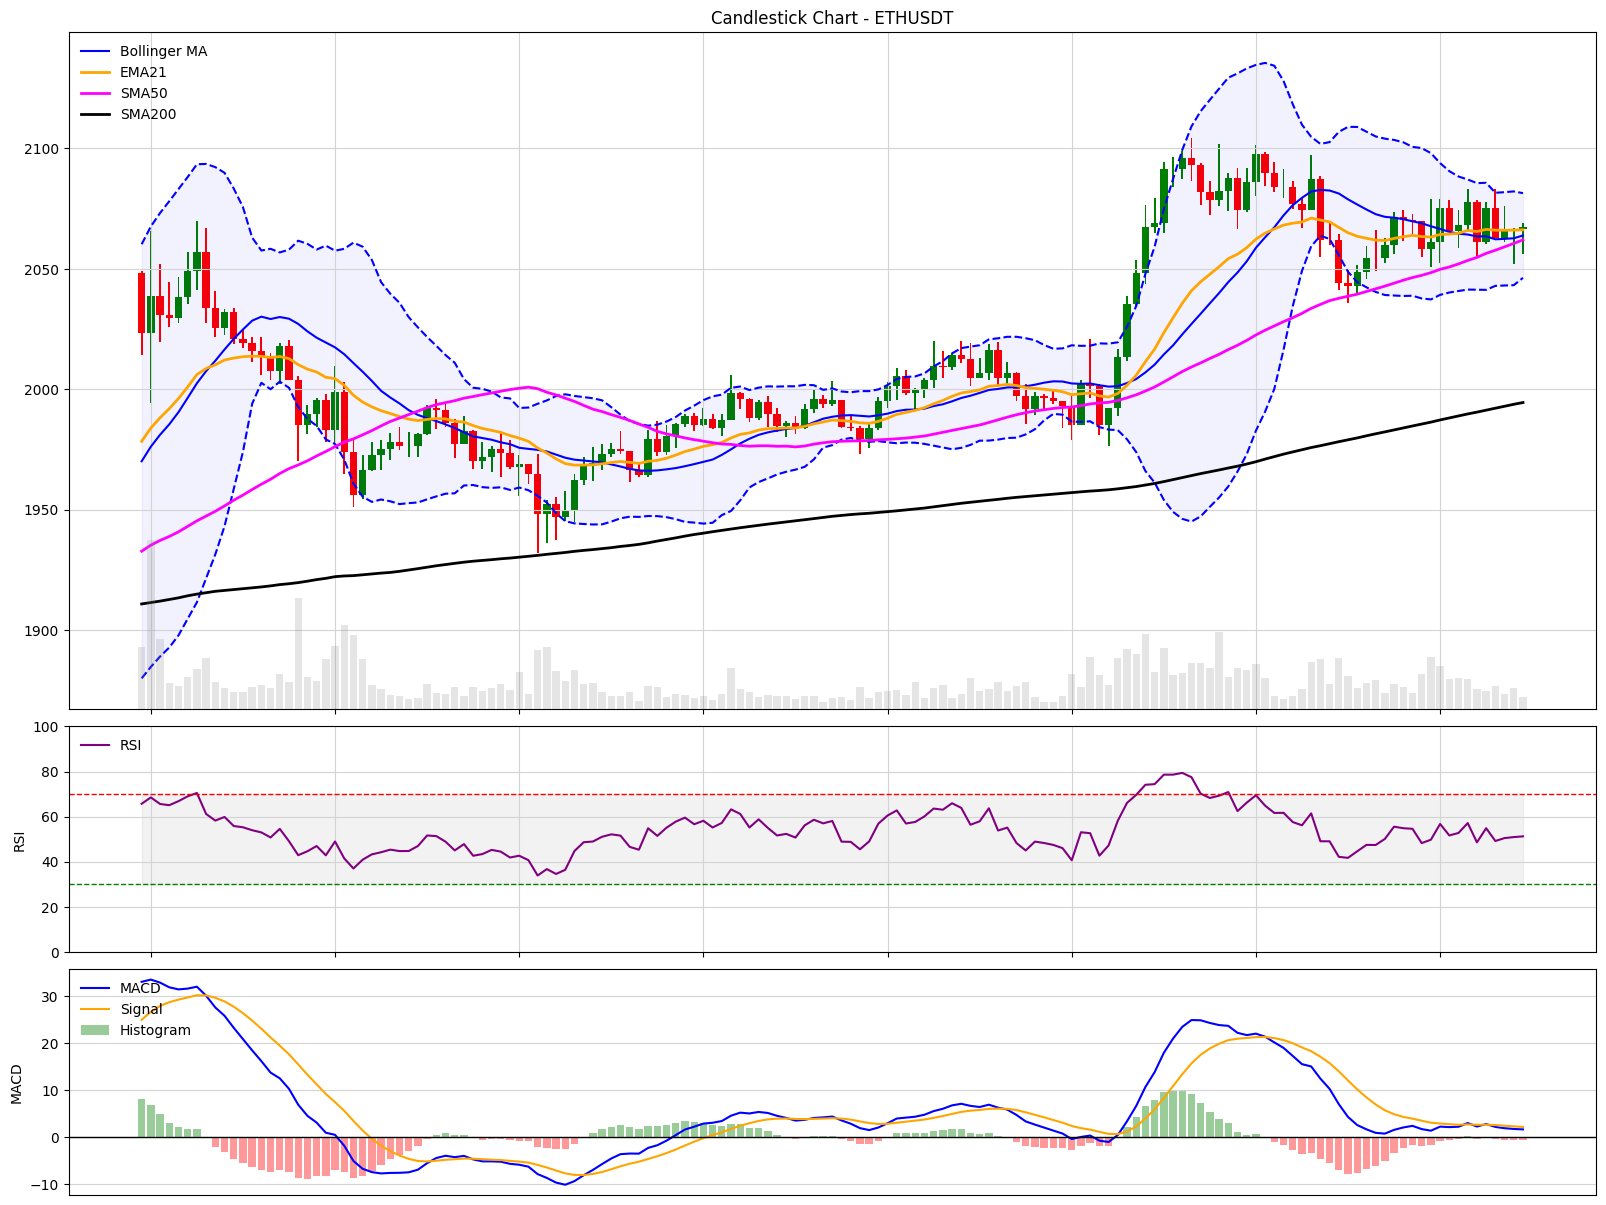 Candlestick Chart - ETHUSDT
Bollinger MA
EMA21
SMA50
SMA200
2100
2050
2000
1950
1900
100
RSI
80
60
RSI
40
20
0
MACD
30
Signal
20
Histogram
MACD
10
0
−10